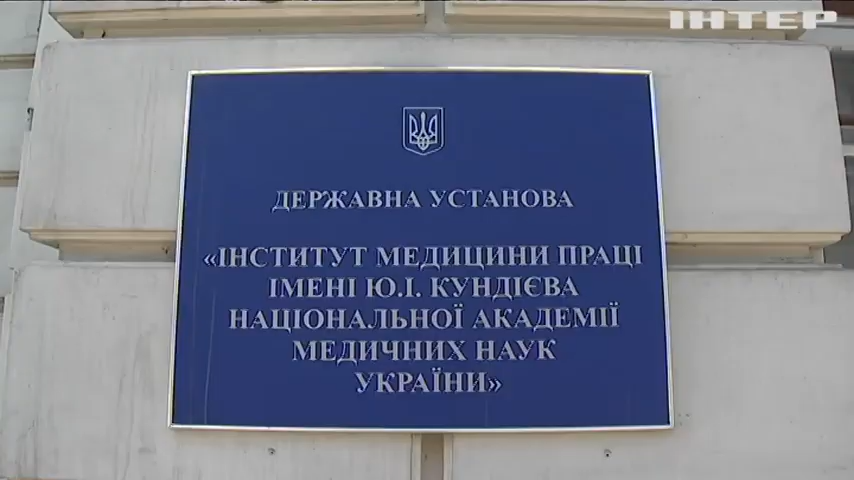 ІНТЕР
ДЕРЖАВНА УСТАНОВА
«ІНСТИТУТ МЕДИЦИНИ ПРАЦІ
ІМЕНІ Ю.І. КУНДІЄВА
НАЦІОНАЛЬНОЇ АКАДЕМІЇ
МЕДИЧНИХ НАУК
УКРАЇНИ»